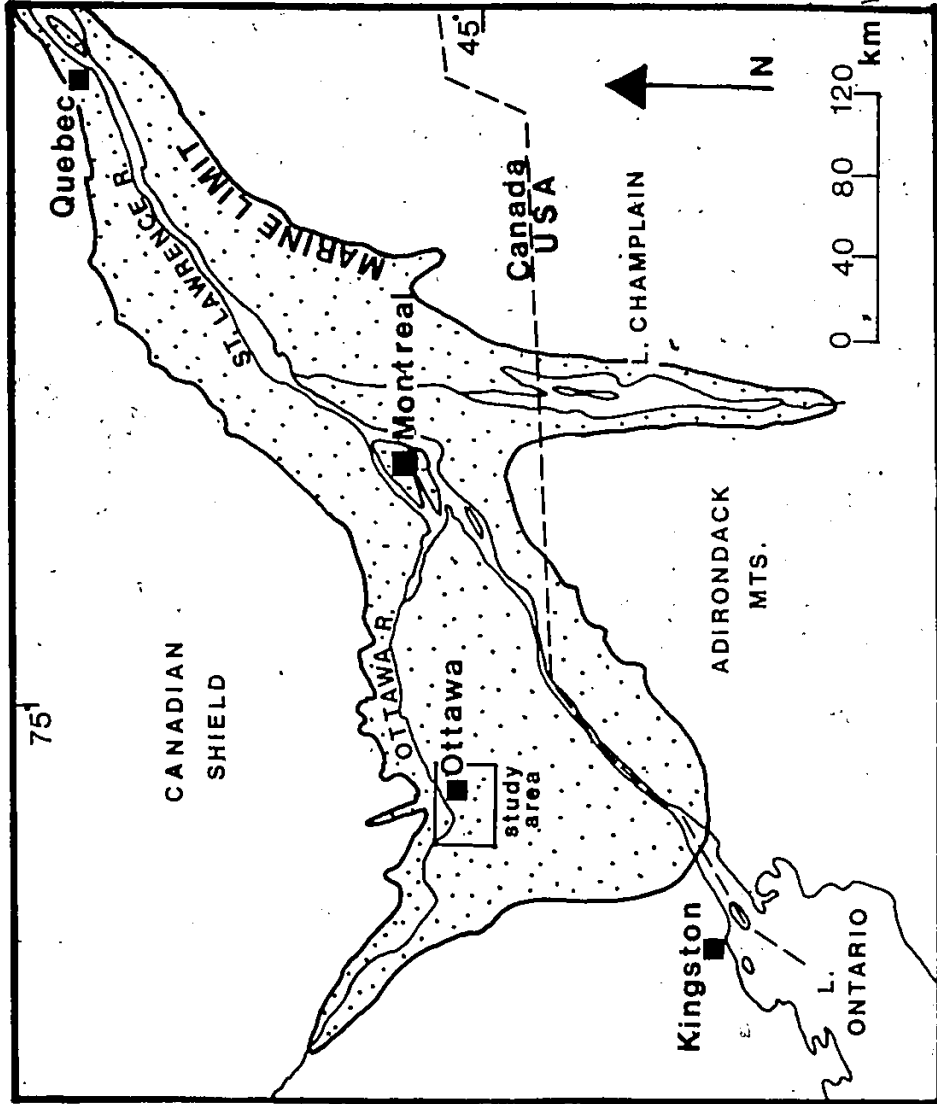 75°
45°
Quebec
ST. LAWRENCE R.
MARINE LIMIT
CANADIAN
SHIELD
Montreal
OTTAWA R.
Ottawa
study
area
Canada
USA
N
L. CHAMPLAIN
ADIRONDACK
MTS.
Kingston
L.
ONTARIO
0 40 80 120
km